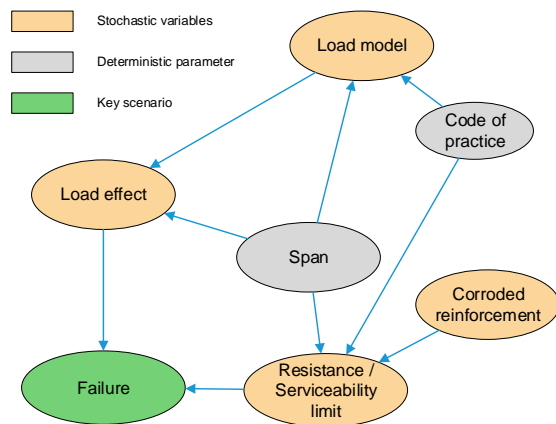 Stochastic variables
Deterministic parameter
Key scenario
Load model
Code of
practice
Load effect
Span
Corroded
reinforcement
Failure
Resistance /
Serviceability
limit